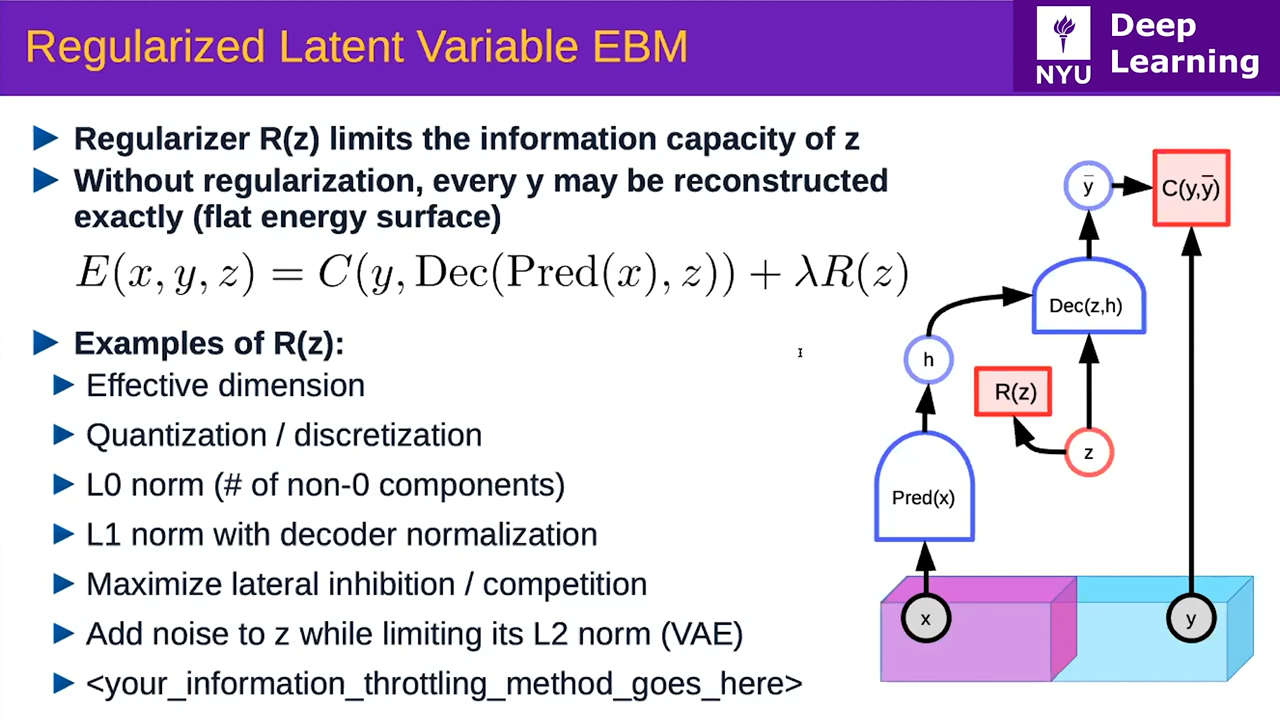 Regularized Latent Variable EBM
NYU
Deep
Learning
▶ Regularizer R(z) limits the information capacity of z
▶ Without regularization, every y may be reconstructed
exactly (flat energy surface)
E(x, y, z) = C(y, Dec(Pred(x), z)) + λR(z)
▶ Examples of R(z):
▶ Effective dimension
▶ Quantization / discretization
▶ L0 norm (# of non-0 components)
▶ L1 norm with decoder normalization
▶ Maximize lateral inhibition / competition
▶ Add noise to z while limiting its L2 norm (VAE)
▶ <your_information_throttling_method_goes_here>
ȳ
C(y,ȳ)
Dec(z,h)
h
R(z)
z
Pred(x)
x
y